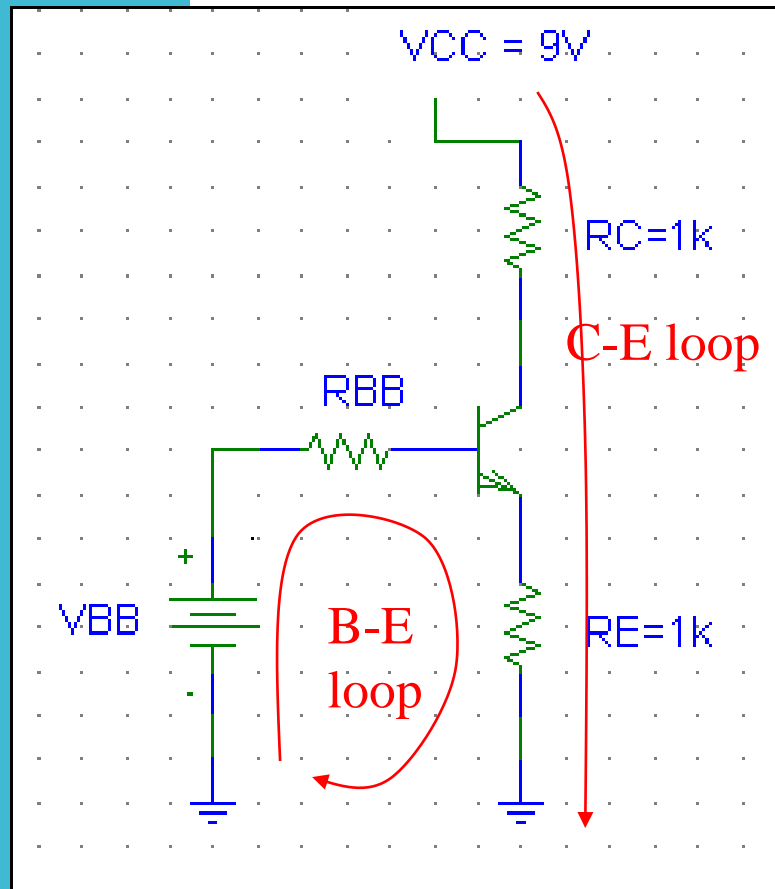 VCC = 9V
RC=1k
C-E loop
RBB
+
VBB
B-E
loop
RE=1k
-